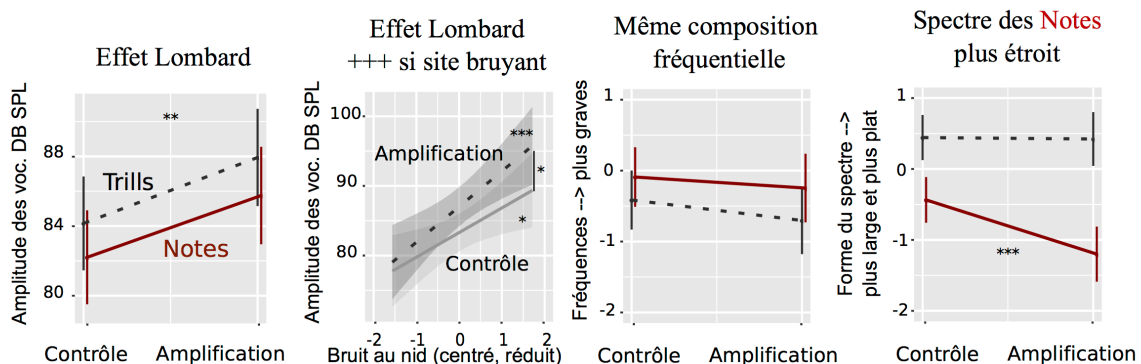 Effet Lombard
Amplitude des voc. DB SPL
88
84
80
**
Trills
Notes
Contrôle
Amplification
Effet Lombard
+++ si site bruyant
Amplitude des voc. DB SPL
100
95
90
80
***
Amplification
*
*
Contrôle
-2
-1
0
1
2
Bruit au nid (centré, réduit)
Même composition
fréquentielle
Fréquences --> plus graves
1
0
-1
-2
Contrôle
Amplification
Spectre des Notes
plus étroit
Forme du spectre -->
plus large et plus plat
1
0
-1
-2
***
Contrôle
Amplification